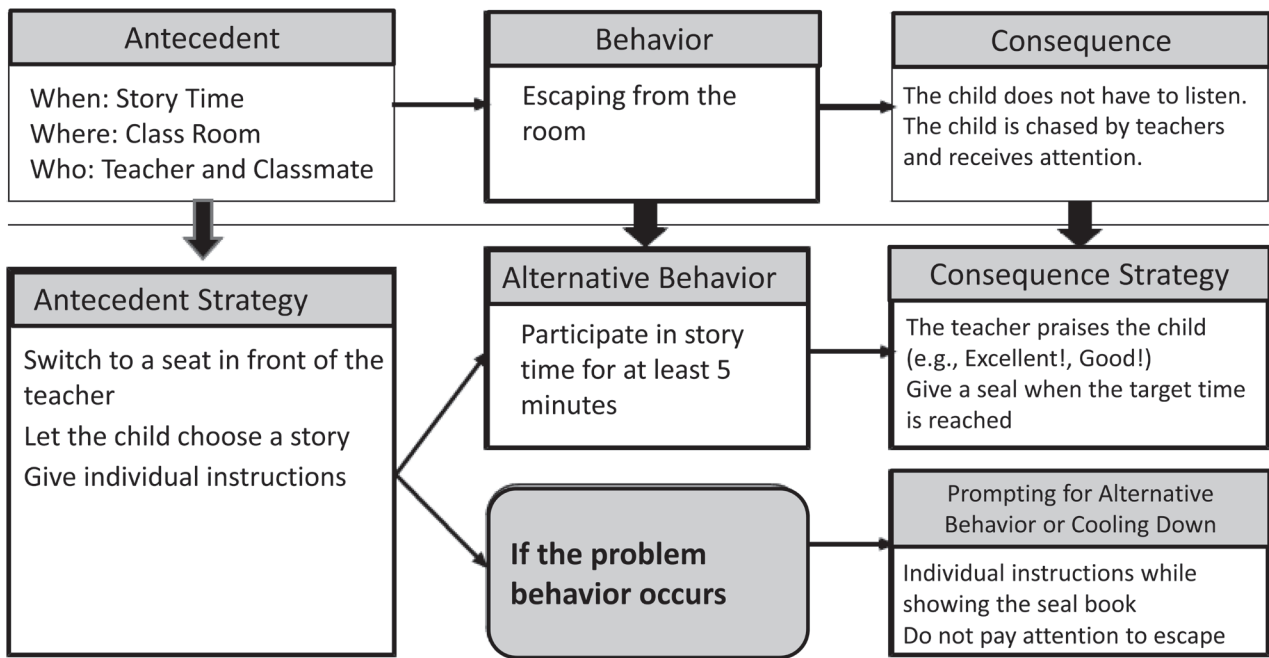 Antecedent
When: Story Time
Where: Class Room
Who: Teacher and Classmate
Behavior
Escaping from the
room
Consequence
The child does not have to listen.
The child is chased by teachers
and receives attention.
Antecedent Strategy
Switch to a seat in front of the
teacher
Let the child choose a story
Give individual instructions
Alternative Behavior
Participate in story
time for at least 5
minutes
Consequence Strategy
The teacher praises the child
(e.g., Excellent!, Good!)
Give a seal when the target time
is reached
If the problem
behavior occurs
Prompting for Alternative
Behavior or Cooling Down
Individual instructions while
showing the seal book
Do not pay attention to escape